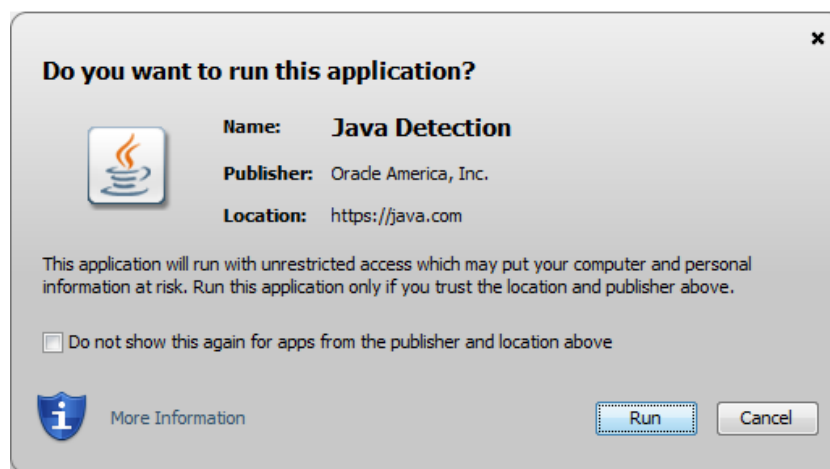 Do you want to run this application?
Name: Java Detection
Publisher: Oracle America, Inc.
Location: https://java.com
This application will run with unrestricted access which may put your computer and personal
information at risk. Run this application only if you trust the location and publisher above.
Do not show this again for apps from the publisher and location above
More Information
Run
Cancel